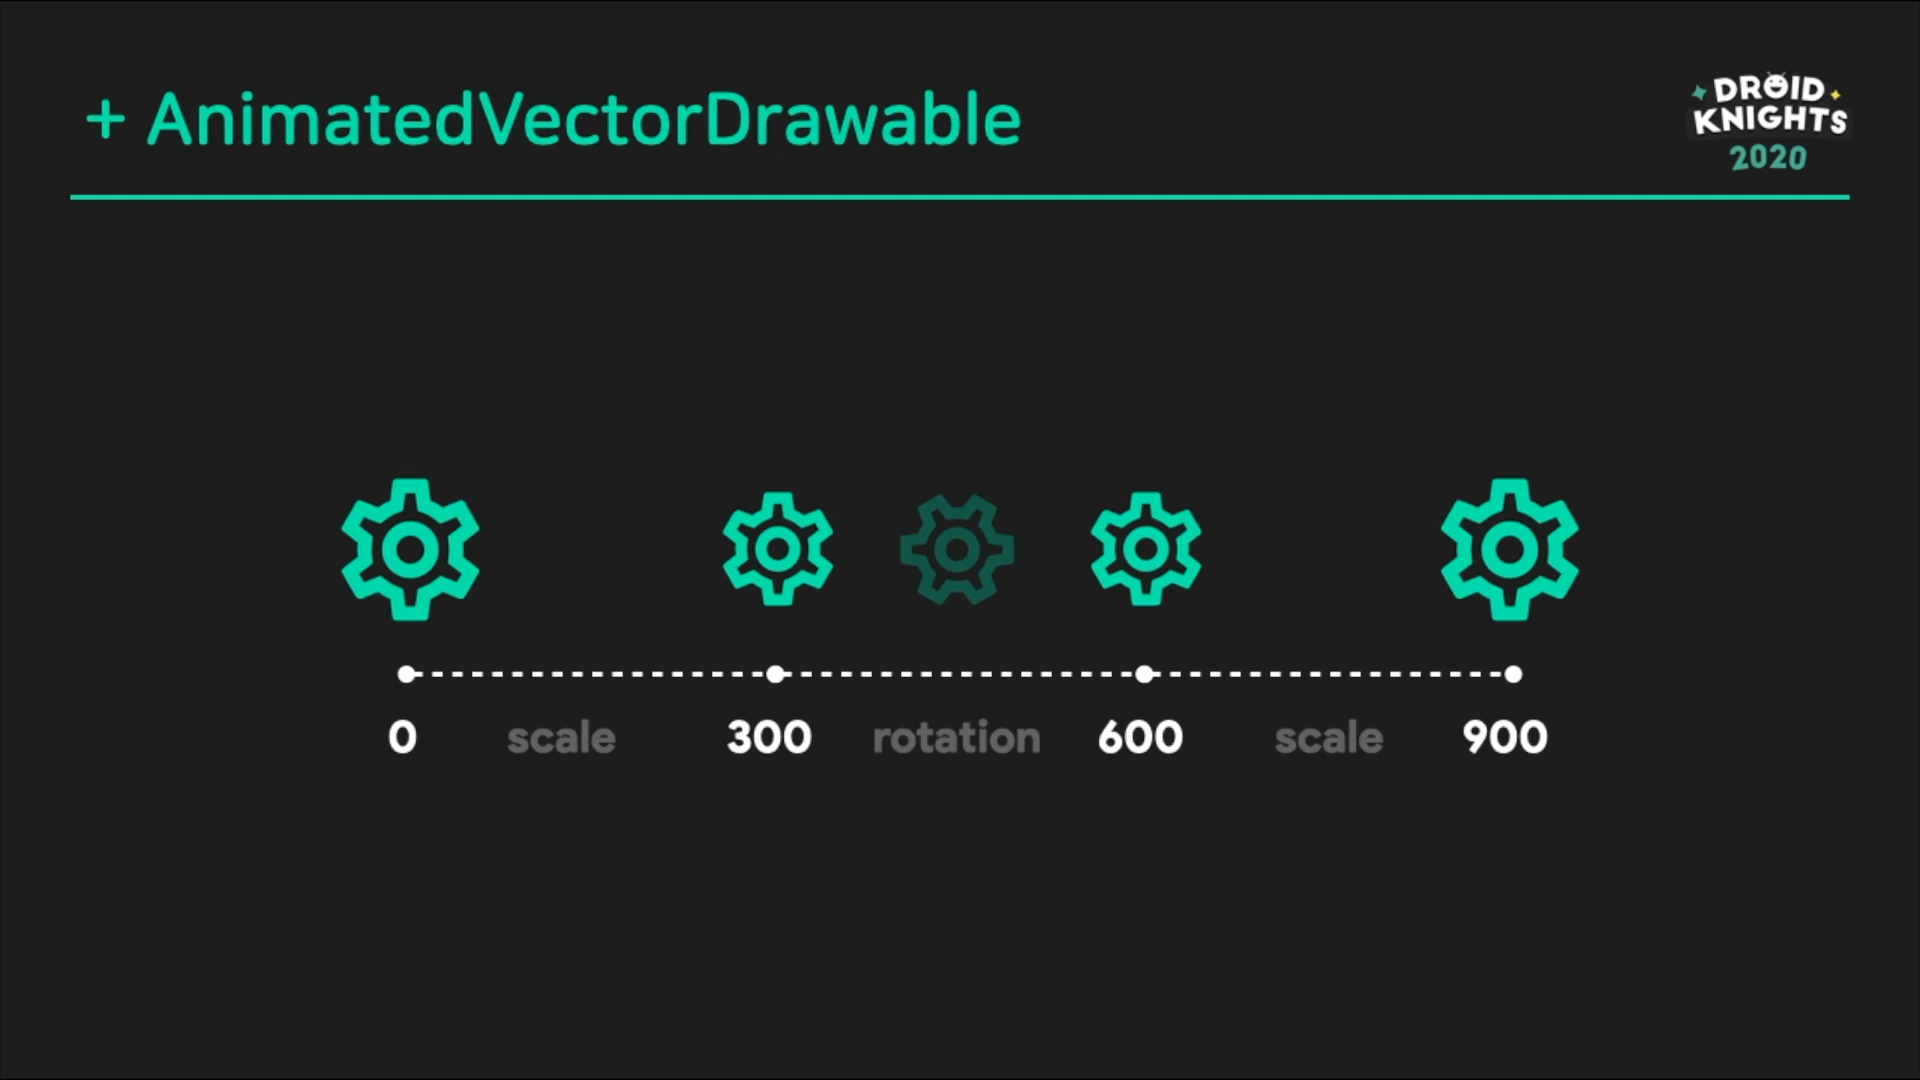 + AnimatedVectorDrawable
DROID
KNIGHTS
2020
0 scale 300 rotation 600 scale 900